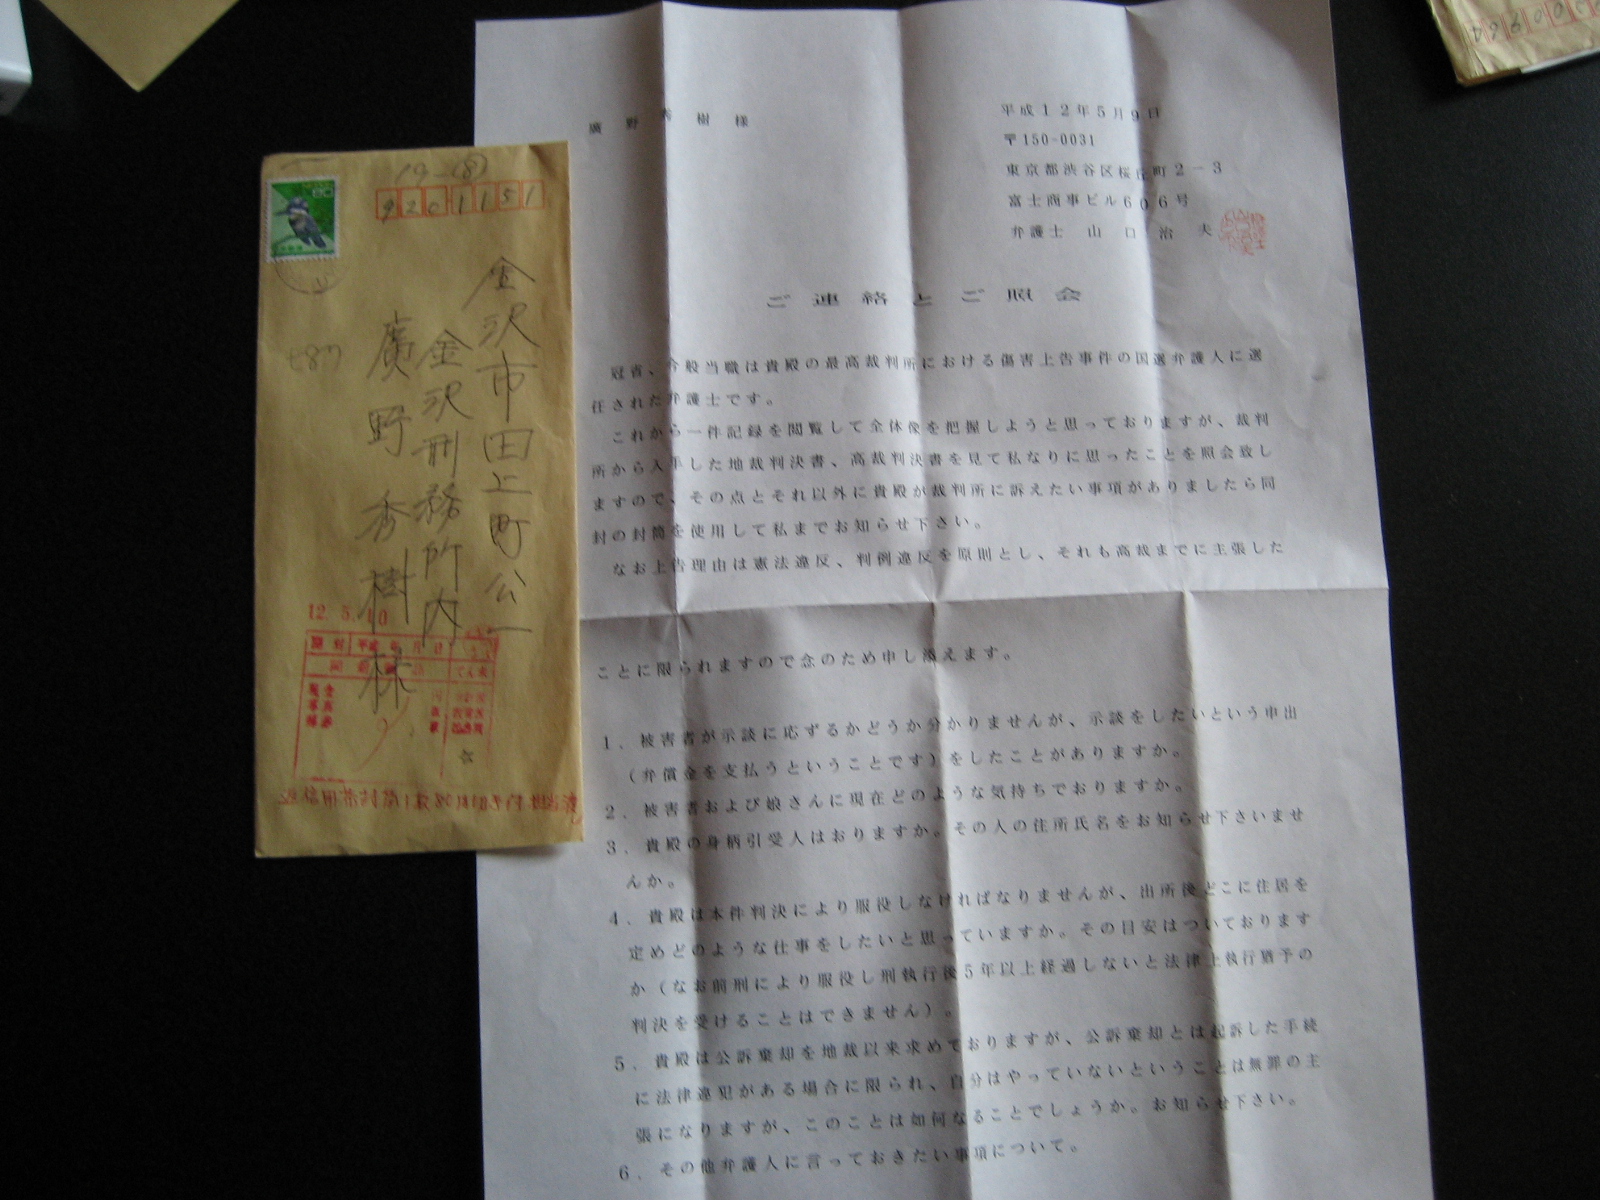 廣野秀樹様
平成12年5月9日
〒150-0031
東京都渋谷区桜丘町2-3
富士商事ビル606号
弁護士 山口治夫
ご連絡とご照会
冠省、今般当職は貴殿の最高裁判所における傷害上告事件の国選弁護人に選
任された弁護士です。
これから一件記録を閲覧して全体像を把握しようと思っておりますが、裁判
所から入手した地裁判決書、高裁判決書を見て私なりに思ったことを照会致し
ますので、その点とそれ以外に貴殿が裁判所に訴えたい事項がありましたら同
封の封筒を使用して私までお知らせ下さい。
なお上告理由は憲法違反、判例違反を原則とし、それも高裁までに主張した
ことに限られますので念のため申し添えます。
1.被害者が示談に応ずるかどうか分かりませんが、示談をしたいという申出
(弁償金を支払うということです)をしたことがありますか。
2.被害者および娘さんに現在どのような気持ちでおりますか。
3.貴殿の身柄引受人はおりますか。その人の住所氏名をお知らせ下さいませ
んか。
4.貴殿は本件判決により服役しなければなりませんが、出所後どこに住居を
定めどのような仕事をしたいと思っていますか。その目安はついております
か(なお前刑により服役し刑執行後5年以上経過しないと法律上執行猶予の
判決を受けることはできません)。
5.貴殿は公訴棄却を地裁以来求めておりますが、公訴棄却とは起訴した手続
に法律違犯がある場合に限られ、自分はやっていないということは無罪の主
張になりますが、このことは如何なることでしょうか。お知らせ下さい。
6.その他弁護人に言っておきたい事項について。
19-(8)
80
9201151
金沢市田上町公一
金沢刑務所内
廣野秀樹様
12.5.10